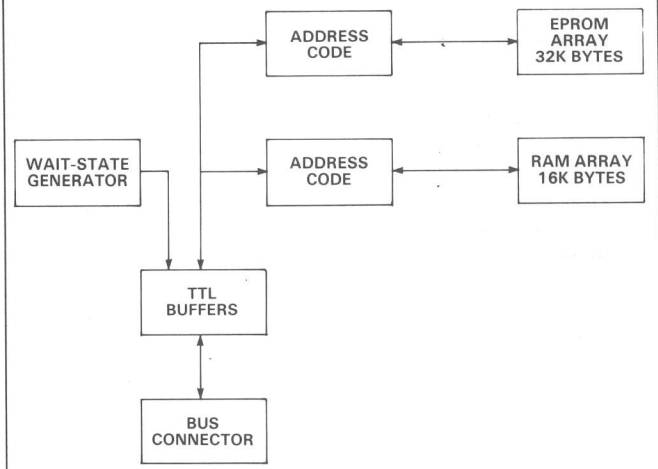 ADDRESS
CODE
EPROM
ARRAY
32K BYTES
WAIT-STATE
GENERATOR
ADDRESS
CODE
RAM ARRAY
16K BYTES
TTL
BUFFERS
BUS
CONNECTOR